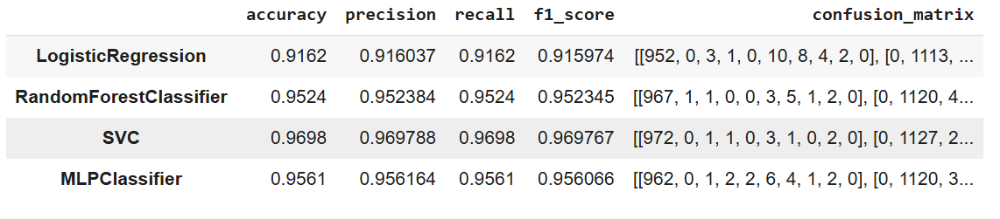 accuracy precision recall f1_score confusion_matrix
LogisticRegression 0.9162 0.916037 0.9162 0.915974 [[952, 0, 3, 1, 0, 10, 8, 4, 2, 0], [0, 1113, ...
RandomForestClassifier 0.9524 0.952384 0.9524 0.952345 [[967, 1, 1, 0, 0, 3, 5, 1, 2, 0], [0, 1120, 4...
SVC 0.9698 0.969788 0.9698 0.969767 [[972, 0, 1, 1, 0, 3, 1, 0, 2, 0], [0, 1127, 2...
MLPClassifier 0.9561 0.956164 0.9561 0.956066 [[962, 0, 1, 2, 2, 6, 4, 1, 2, 0], [0, 1120, 3...